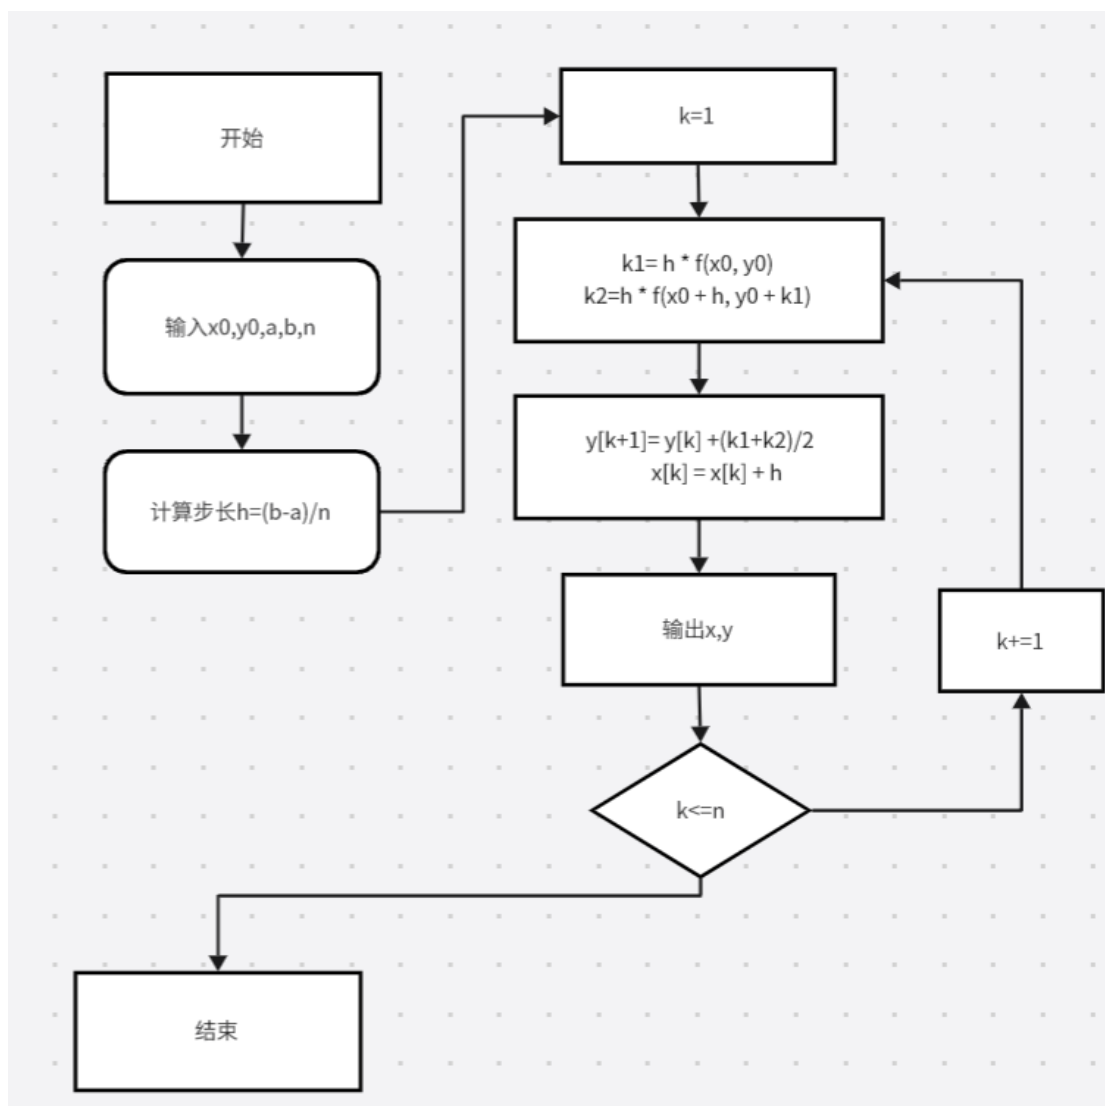 开始
输入x0,y0,a,b,n
计算步长h=(b-a)/n
k=1
k1= h * f(x0, y0)
k2=h * f(x0 + h, y0 + k1)
y[k+1]= y[k] +(k1+k2)/2
x[k] = x[k] + h
输出x,y
k+=1
k<=n
结束